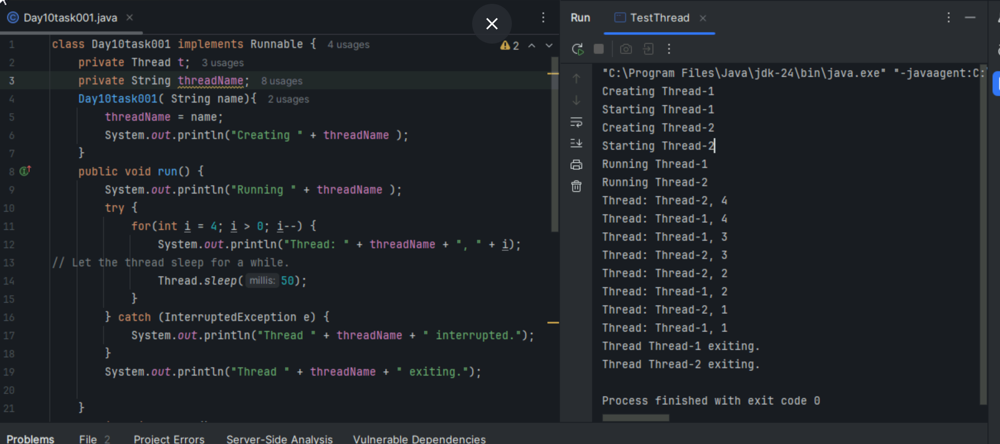 Day10task001.java
1 class Day10task001 implements Runnable { 4 usages
2 private Thread t; 3 usages
3 private String threadName; 8 usages
4 Day10task001( String name){ 2 usages
5 threadName = name;
6 System.out.println("Creating " + threadName );
7 }
8 public void run() {
9 System.out.println("Running " + threadName );
10 try {
11 for(int i = 4; i > 0; i--) {
12 System.out.println("Thread: " + threadName + ", " + i);
13 // Let the thread sleep for a while.
14 Thread.sleep( millis: 50);
15 }
16 } catch (InterruptedException e) {
17 System.out.println("Thread " + threadName + " interrupted.");
18 }
19 System.out.println("Thread " + threadName + " exiting.");
20
21 }
2
Run TestThread
"C:\Program Files\Java\jdk-24\bin\java.exe" "-javaagent:C:
Creating Thread-1
Starting Thread-1
Creating Thread-2
Starting Thread-2
Running Thread-1
Running Thread-2
Thread: Thread-2, 4
Thread: Thread-1, 4
Thread: Thread-1, 3
Thread: Thread-2, 3
Thread: Thread-2, 2
Thread: Thread-1, 2
Thread: Thread-2, 1
Thread: Thread-1, 1
Thread Thread-1 exiting.
Thread Thread-2 exiting.
Process finished with exit code 0
Problems File 2 Project Errors Server-Side Analysis Vulnerable Dependencies